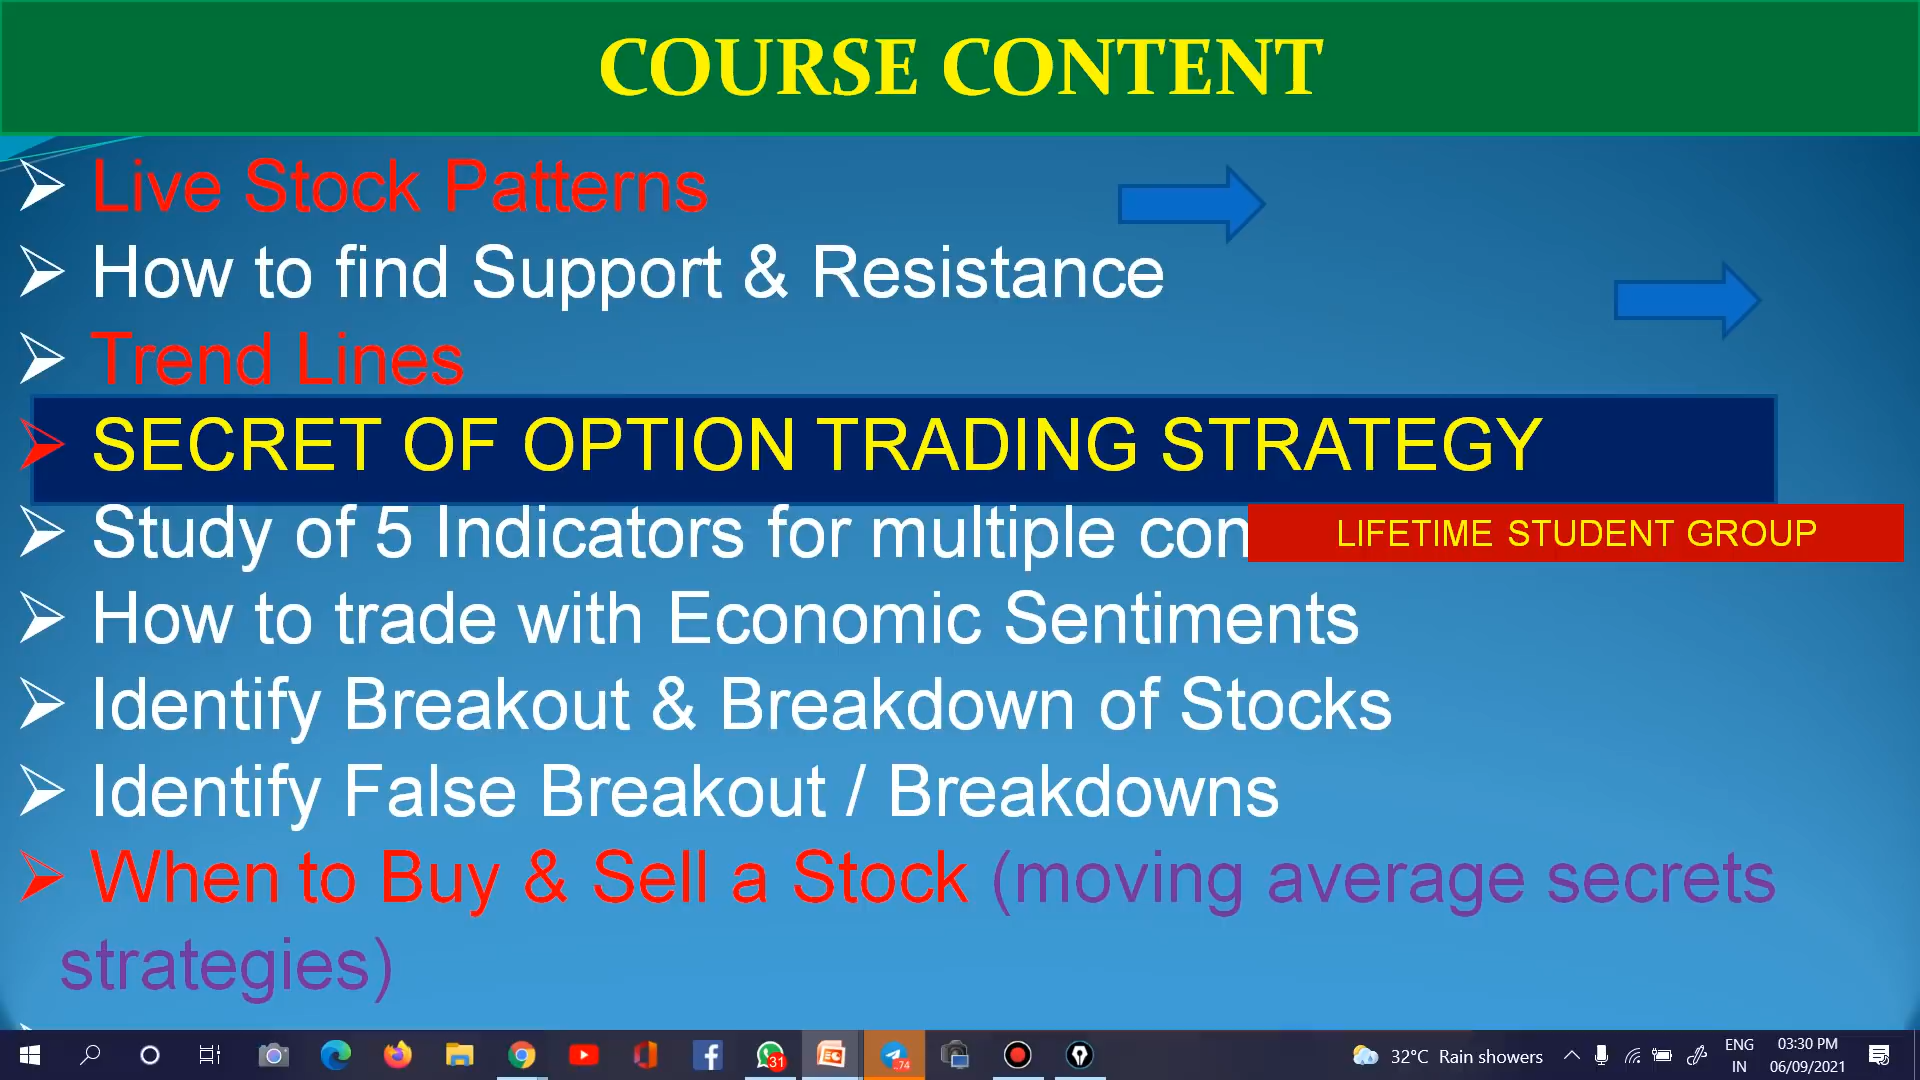 COURSE CONTENT
Live Stock Patterns
How to find Support & Resistance
Trend Lines
SECRET OF OPTION TRADING STRATEGY
Study of 5 Indicators for multiple con
LIFETIME STUDENT GROUP
How to trade with Economic Sentiments
Identify Breakout & Breakdown of Stocks
Identify False Breakout / Breakdowns
When to Buy & Sell a Stock (moving average secrets
strategies)
31
74
32°C Rain showers
ENG
IN
03:30 PM
06/09/2021